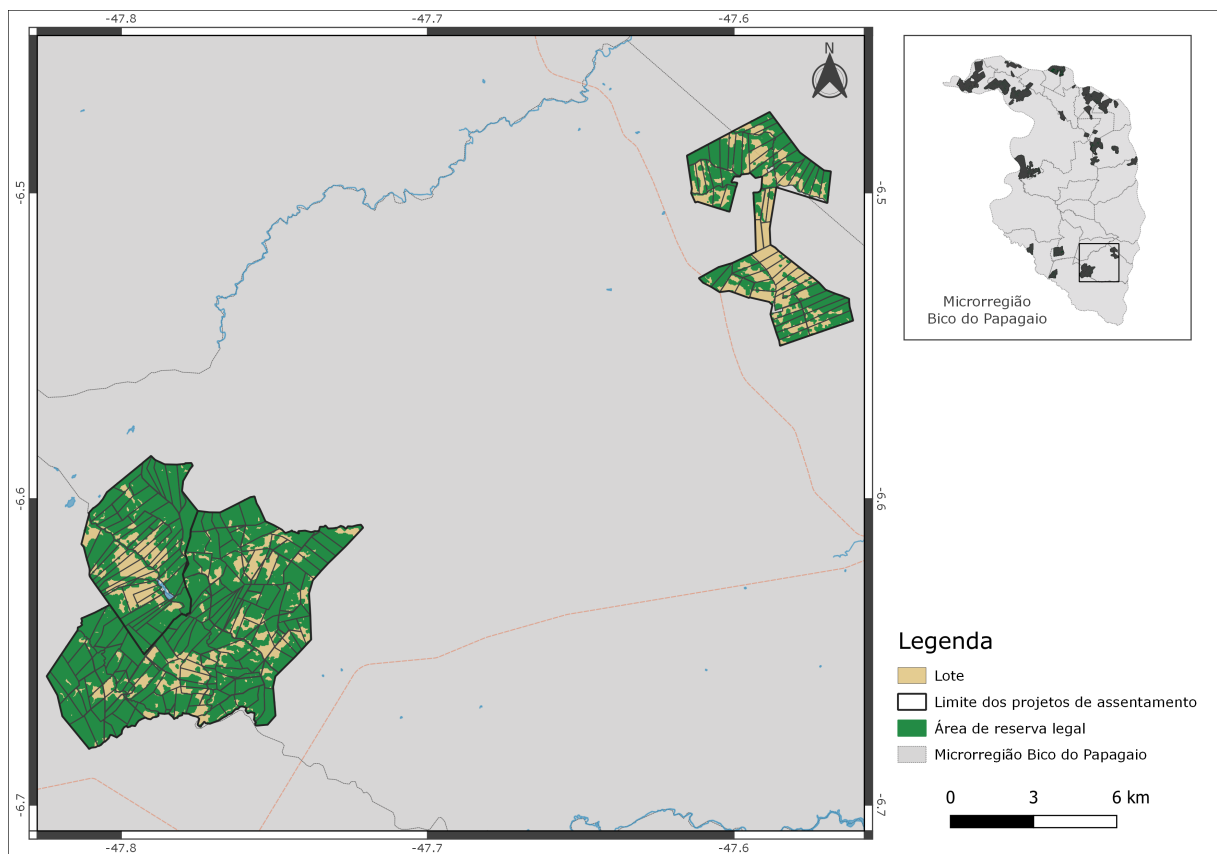 -47.8
-47.7
-47.6
N
-6.5
-6.5
Microrregião
Bico do Papagaio
-6.6
-6.6
Legenda
Lote
Limite dos projetos de assentamento
Área de reserva legal
Microrregião Bico do Papagaio
0 3 6 km
-6.7
-6.7
-47.8
-47.7
-47.6